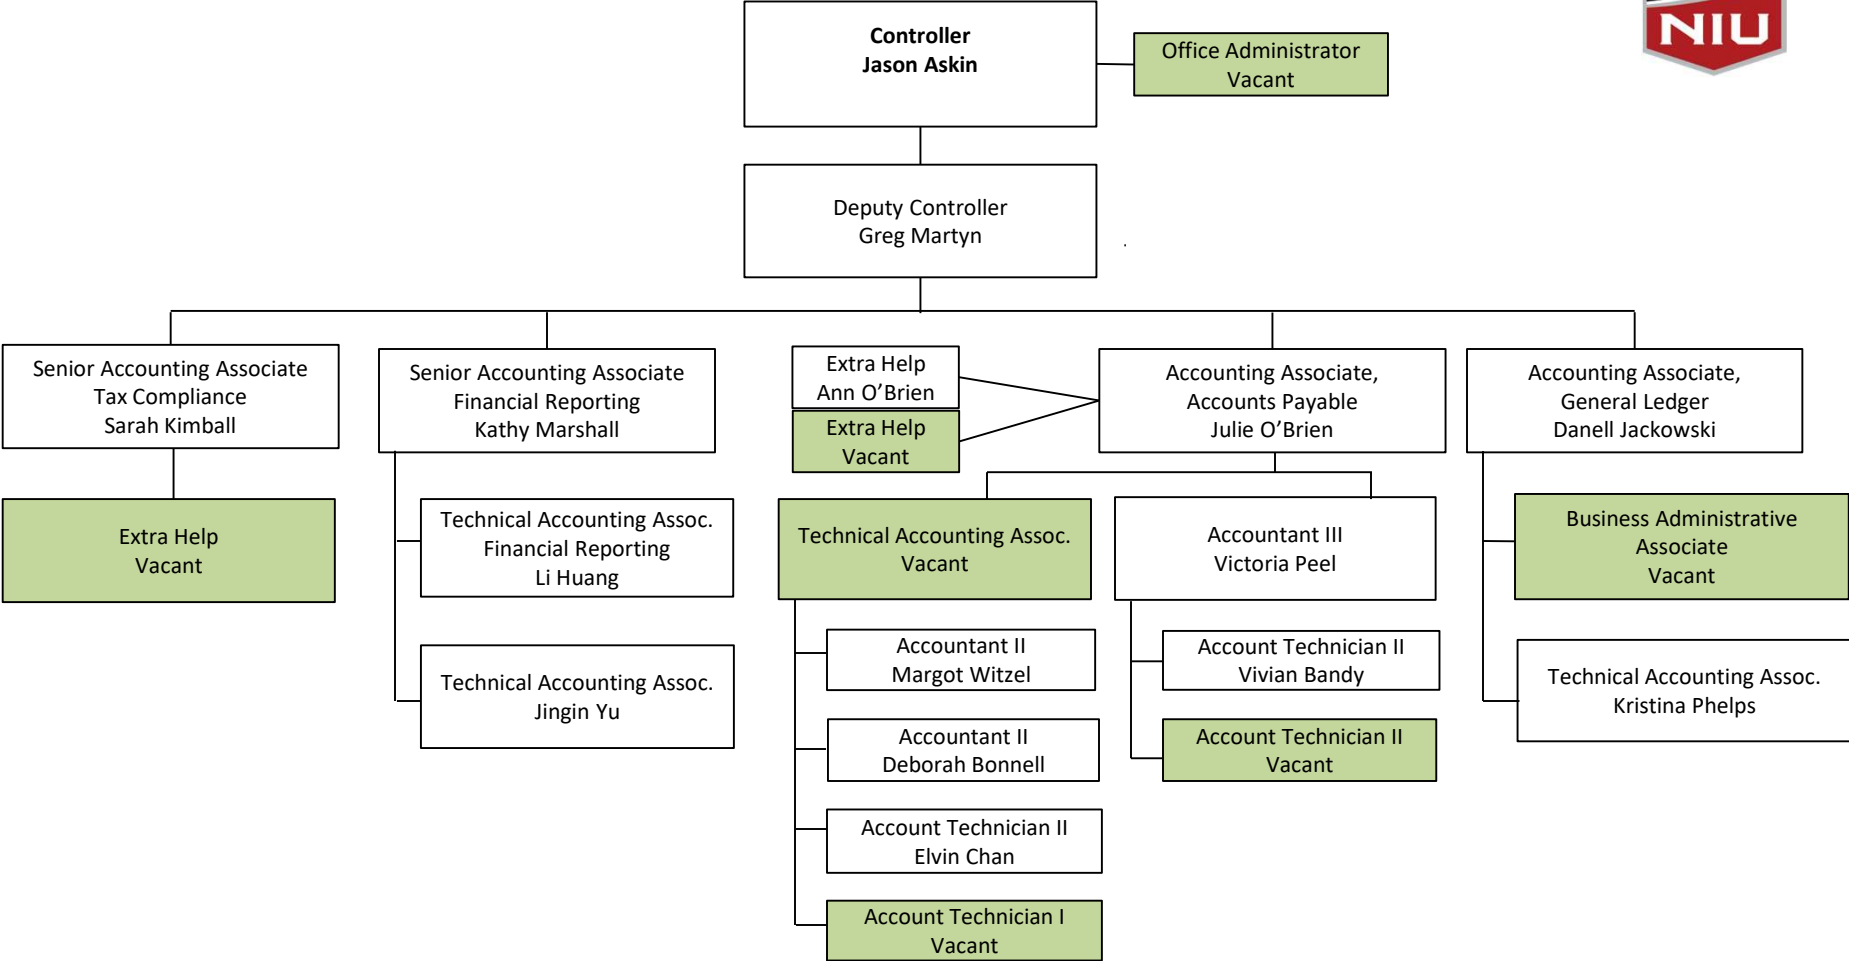 NIU
Controller
Jason Askin
Office Administrator
Vacant
Deputy Controller
Greg Martyn
.
Senior Accounting Associate
Tax Compliance
Sarah Kimball
Senior Accounting Associate
Financial Reporting
Kathy Marshall
Extra Help
Ann O’Brien
Extra Help
Vacant
Accounting Associate,
Accounts Payable
Julie O’Brien
Accounting Associate,
General Ledger
Danell Jackowski
Extra Help
Vacant
Technical Accounting Assoc.
Financial Reporting
Li Huang
Technical Accounting Assoc.
Jingin Yu
Technical Accounting Assoc.
Vacant
Accountant II
Margot Witzel
Accountant II
Deborah Bonnell
Account Technician II
Elvin Chan
Account Technician I
Vacant
Accountant III
Victoria Peel
Account Technician II
Vivian Bandy
Account Technician II
Vacant
Business Administrative
Associate
Vacant
Technical Accounting Assoc.
Kristina Phelps